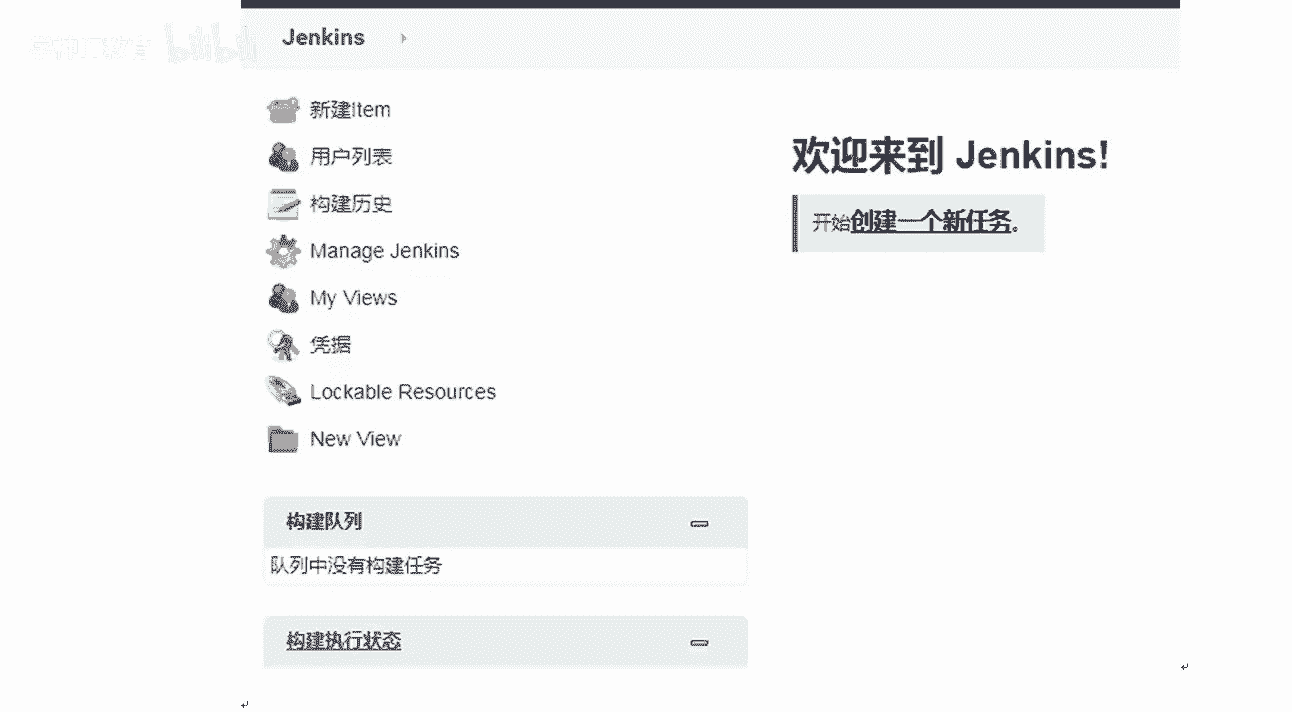 Jenkins
新建Item
用户列表
构建历史
Manage Jenkins
My Views
凭据
Lockable Resources
New View
构建队列
队列中没有构建任务
构建执行状态
欢迎来到 Jenkins!
开始创建一个新任务。
bilibili